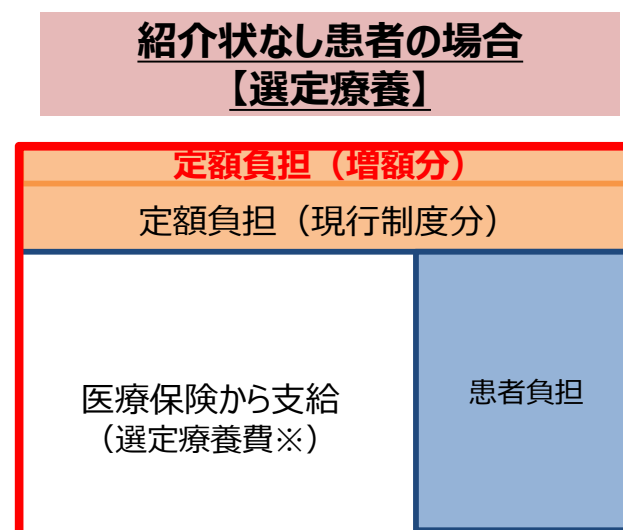 紹介状なし患者の場合
【選定療養】
定額負担（増額分）
定額負担（現行制度分）
医療保険から支給
（選定療養費※）
患者負担